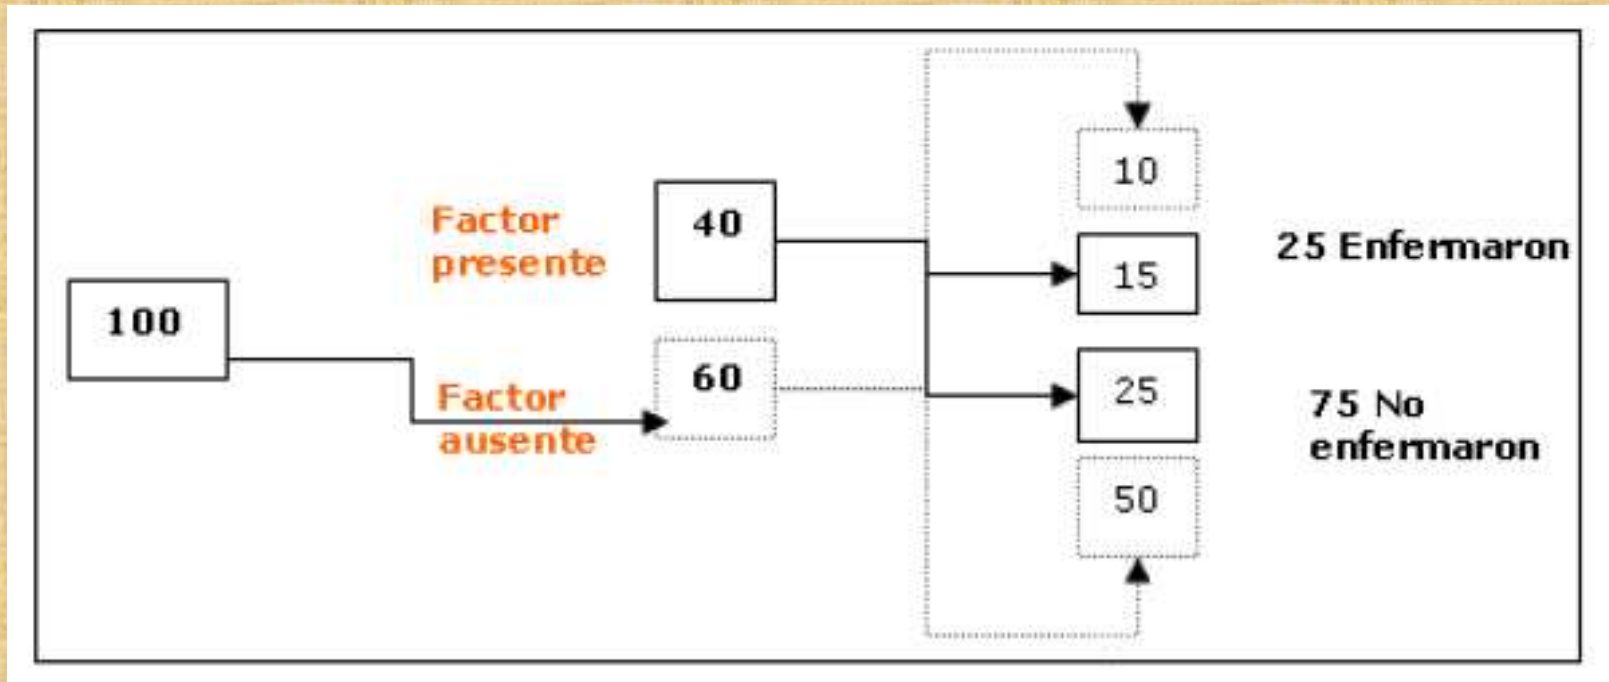 100
Factor
presente
Factor
ausente
40
60
10
15
25
50
25 Enfermaron
75 No
enfermaron